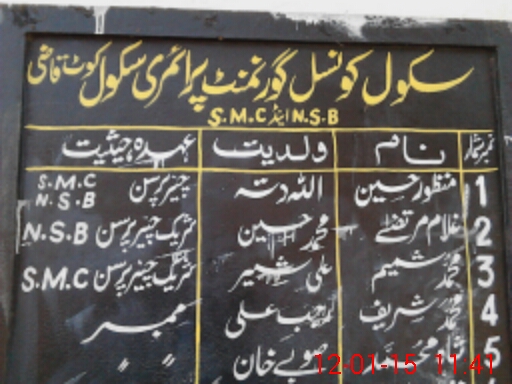 سکول کونسل گورنمنٹ پرائمری سکول کوٹ قاضی
S.M.C اینڈ N.S.B
نمبر شمار نام ولدیت عہدہ حیثیت
1 منظور حسین اللہ دتہ چیئرپرسن S.M.C N.S.B
2 غلام مرتضےٰ محمد حسین شریک چیئرپرسن N.S.B
3 محمد شمیم علی شیر شریک چیئرپرسن S.M.C
4 محمد شریف رجب علی ممبر
5 محمد صوبے خان 〃 〃
12-01-15 11:41